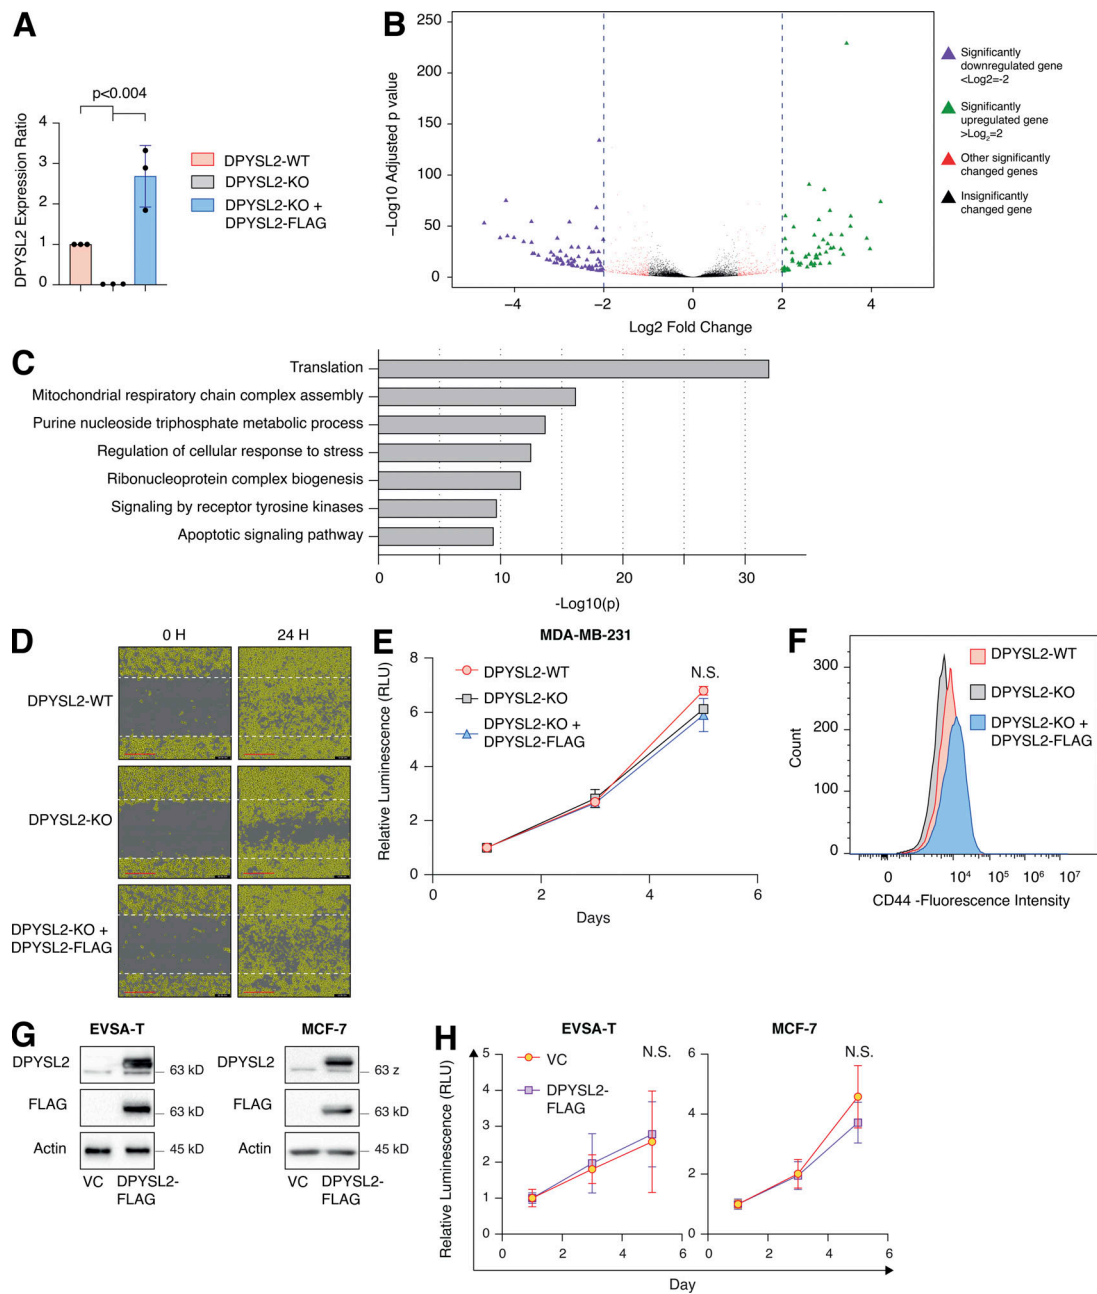 A
p<0.004
4
3
2
1
0
DPYSL2 Expression Ratio
DPYSL2-WT
DPYSL2-KO
DPYSL2-KO +
DPYSL2-FLAG
B
250
200
150
100
50
0
−Log10 Adjusted p value
−4
−2
0
2
4
Log2 Fold Change
Significantly
downregulated gene
<Log2=-2
Significantly
upregulated gene
>Log2=2
Other significantly
changed genes
Insignificantly
changed gene
C
Translation
Mitochondrial respiratory chain complex assembly
Purine nucleoside triphosphate metabolic process
Regulation of cellular response to stress
Ribonucleoprotein complex biogenesis
Signaling by receptor tyrosine kinases
Apoptotic signaling pathway
0
10
20
30
-Log10(p)
D
0 H
24 H
DPYSL2-WT
DPYSL2-KO
DPYSL2-KO +
DPYSL2-FLAG
E
MDA-MB-231
8
6
4
2
0
Relative Luminescence (RLU)
DPYSL2-WT
DPYSL2-KO
DPYSL2-KO +
DPYSL2-FLAG
N.S.
0
2
4
6
Days
F
300
200
100
0
Count
DPYSL2-WT
DPYSL2-KO
DPYSL2-KO +
DPYSL2-FLAG
0
10^4
10^5
10^6
10^7
CD44 -Fluorescence Intensity
G
EVSA-T
DPYSL2
63 kD
FLAG
63 kD
Actin
45 kD
VC
DPYSL2-
FLAG
MCF-7
DPYSL2
63 z
FLAG
63 kD
Actin
45 kD
VC
DPYSL2-
FLAG
H
EVSA-T
5
4
3
2
1
0
Relative Luminescence (RLU)
VC
DPYSL2-
FLAG
N.S.
0
2
4
6
MCF-7
6
4
2
0
N.S.
0
2
4
6
Day